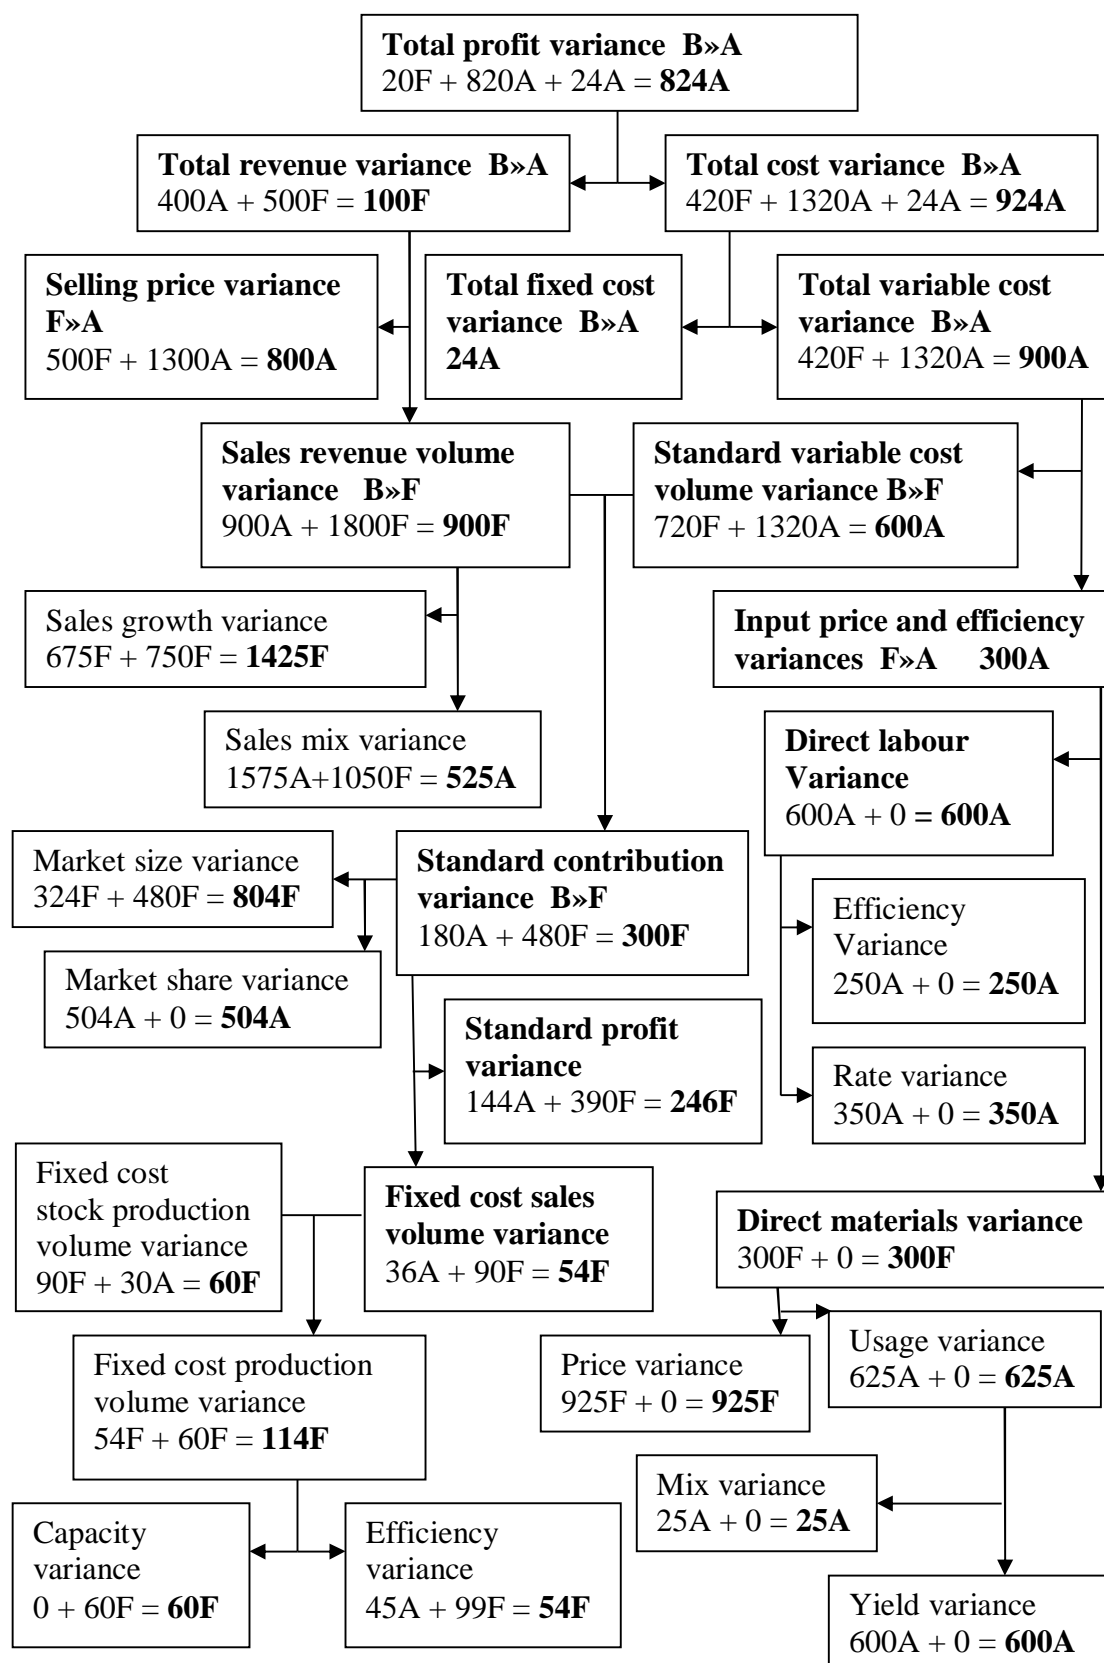 Total profit variance B»A
20F + 820A + 24A = 824A
Total revenue variance B»A
400A + 500F = 100F
Total cost variance B»A
420F + 1320A + 24A = 924A
Selling price variance
F»A
500F + 1300A = 800A
Total fixed cost
variance B»A
24A
Total variable cost
variance B»A
420F + 1320A = 900A
Sales revenue volume
variance B»F
900A + 1800F = 900F
Standard variable cost
volume variance B»F
720F + 1320A = 600A
Sales growth variance
675F + 750F = 1425F
Input price and efficiency
variances F»A 300A
Sales mix variance
1575A+1050F = 525A
Direct labour
Variance
600A + 0 = 600A
Market size variance
324F + 480F = 804F
Standard contribution
variance B»F
180A + 480F = 300F
Efficiency
Variance
250A + 0 = 250A
Market share variance
504A + 0 = 504A
Standard profit
variance
144A + 390F = 246F
Rate variance
350A + 0 = 350A
Fixed cost
stock production
volume variance
90F + 30A = 60F
Fixed cost sales
volume variance
36A + 90F = 54F
Direct materials variance
300F + 0 = 300F
Fixed cost production
volume variance
54F + 60F = 114F
Price variance
925F + 0 = 925F
Usage variance
625A + 0 = 625A
Mix variance
25A + 0 = 25A
Capacity
variance
0 + 60F = 60F
Efficiency
variance
45A + 99F = 54F
Yield variance
600A + 0 = 600A